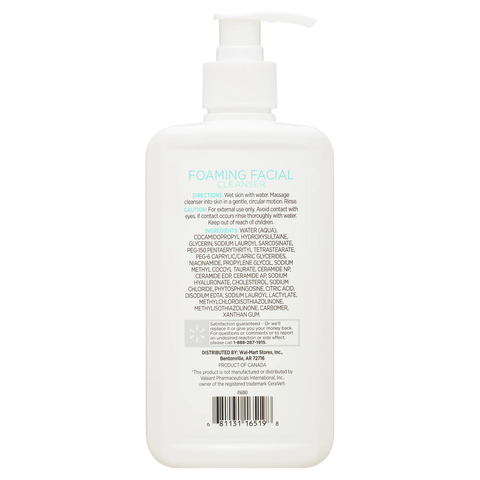 FOAMING FACIAL
CLEANSER
DIRECTIONS: Wet skin with water. Massage
cleanser into skin in a gentle, circular motion. Rinse.
CAUTION: For external use only. Avoid contact with
eyes. If contact occurs rinse thoroughly with water.
Keep out of reach of children.
INGREDIENTS: WATER (AQUA),
COCAMIDOPROPYL HYDROXYSULTAINE,
GLYCERIN, SODIUM LAUROYL SARCOSINATE,
PEG-150 PENTAERYTHRITYL TETRASTEARATE,
PEG-6 CAPRYLIC/CAPRIC GLYCERIDES,
NIACINAMIDE, PROPYLENE GLYCOL, SODIUM
METHYL COCOYL TAURATE, CERAMIDE NP,
CERAMIDE EOP, CERAMIDE AP, SODIUM
HYALURONATE, CHOLESTEROL, SODIUM
CHLORIDE, PHYTOSPHINGOSINE, CITRIC ACID,
DISODIUM EDTA, SODIUM LAUROYL LACTYLATE,
METHYLCHLOROISOTHIAZOLINONE,
METHYLISOTHIAZOLINONE, CARBOMER,
XANTHAN GUM.
Satisfaction guaranteed - Or we'll
replace it or give you your money back.
For questions or comments or to report
an undesired reaction or side effect,
please call 1-888-287-1915.
DISTRIBUTED BY: Wal-Mart Stores, Inc.,
Bentonville, AR 72716
PRODUCT OF CANADA
*This product is not manufactured or distributed by
Valeant Pharmaceuticals International, Inc.,
owner of the registered trademark CeraVe®
6 81131 16519 8